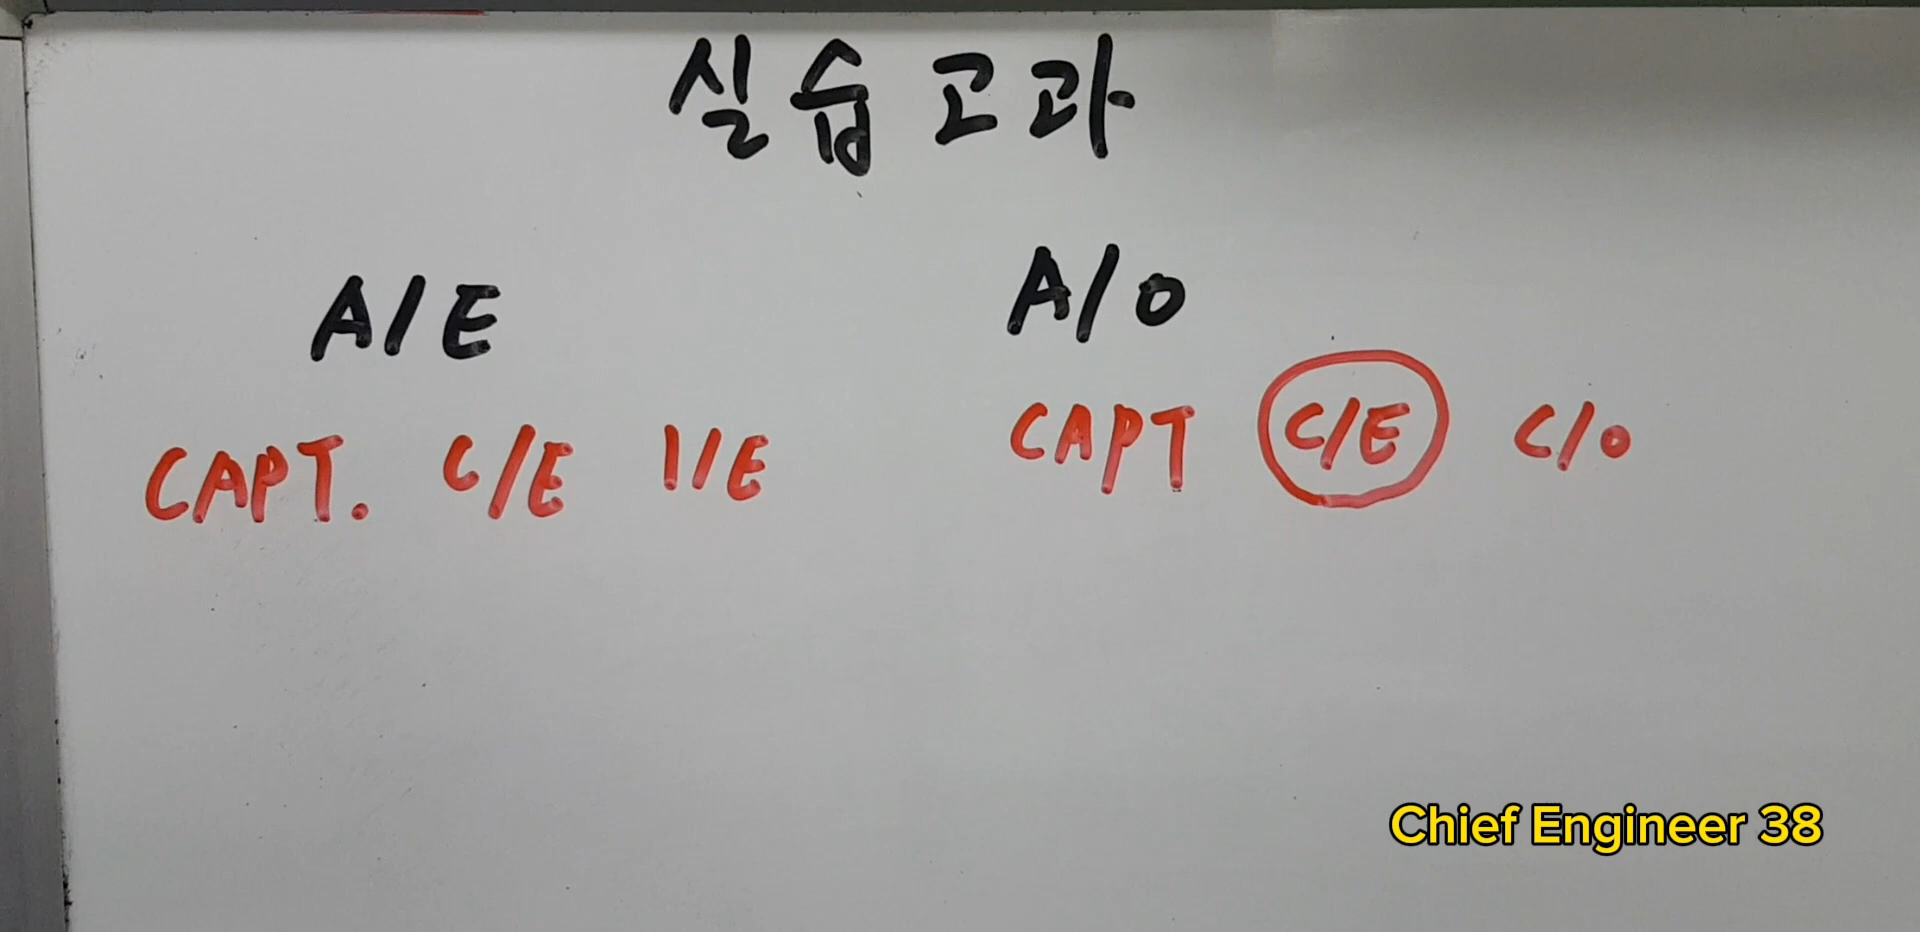 실습고과
A/E
CAPT. C/E 1/E
A/O
CAPT C/E C/O
Chief Engineer 38